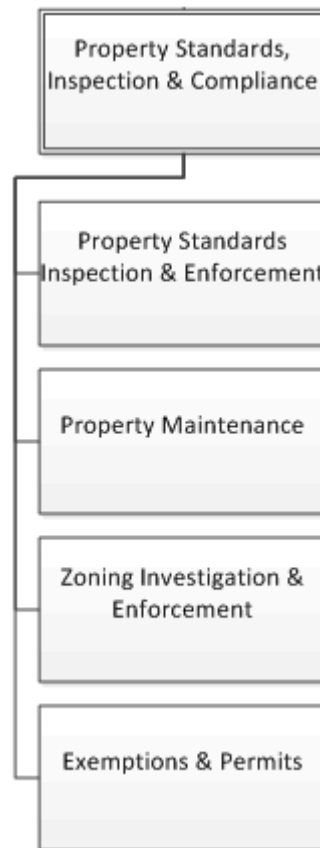 Property Standards,
Inspection & Compliance
Property Standards
Inspection & Enforcement
Property Maintenance
Zoning Investigation &
Enforcement
Exemptions & Permits